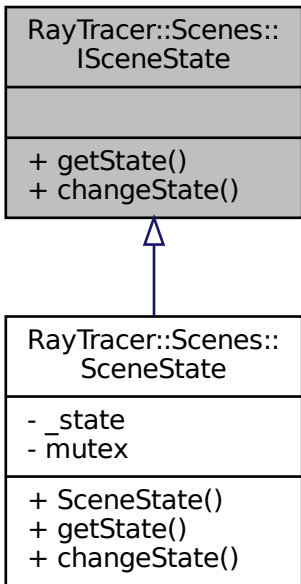 RayTracer::Scenes::
ISceneState
+ getState()
+ changeState()
RayTracer::Scenes::
SceneState
- _state
- mutex
+ SceneState()
+ getState()
+ changeState()